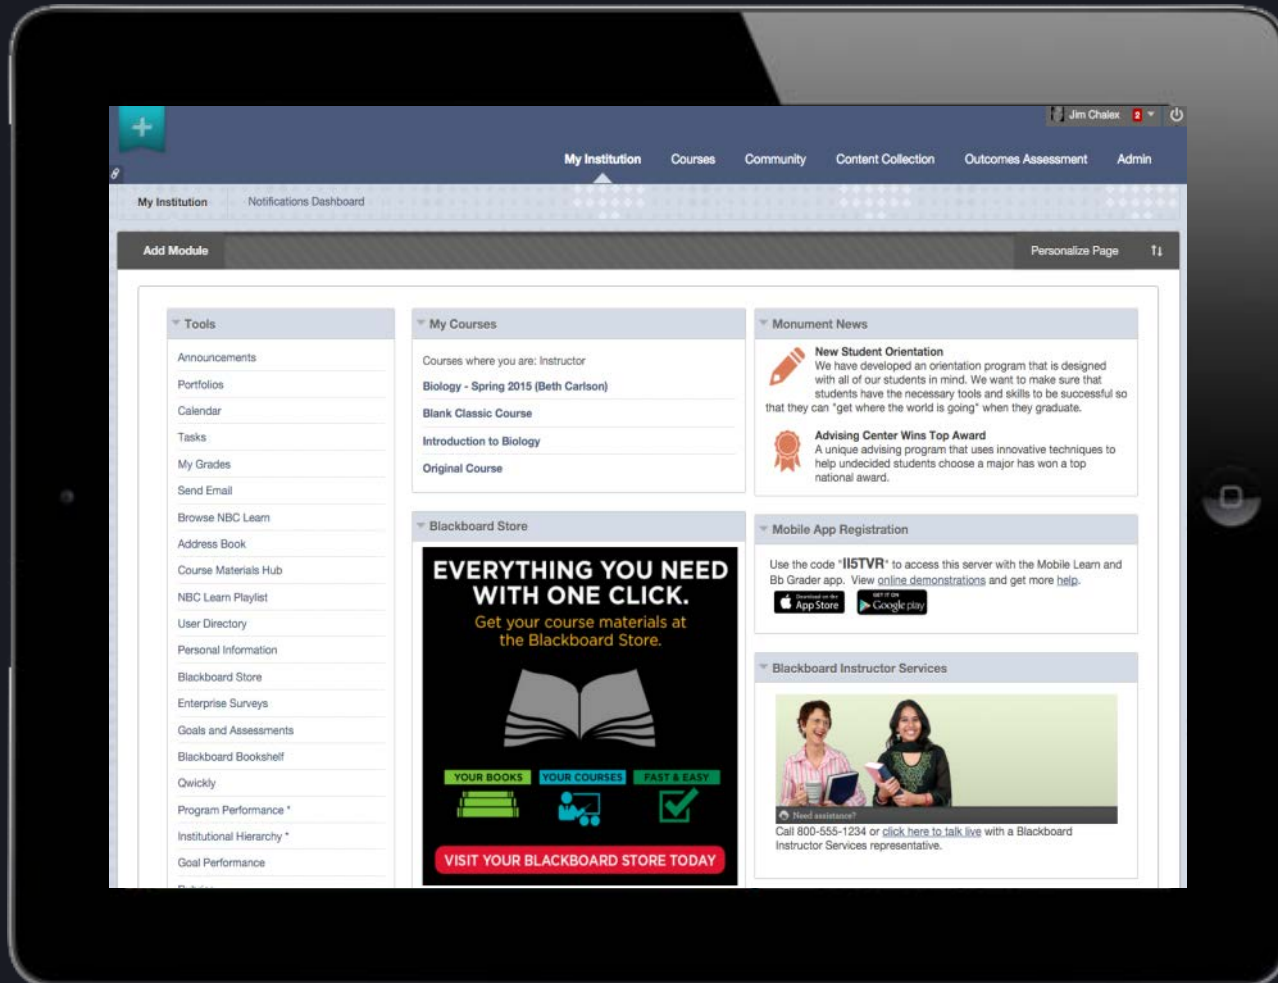 Jim Chalex 2
My Institution Courses Community Content Collection Outcomes Assessment Admin
My Institution Notifications Dashboard
Add Module Personalize Page
Tools
Announcements
Portfolios
Calendar
Tasks
My Grades
Send Email
Browse NBC Learn
Address Book
Course Materials Hub
NBC Learn Playlist
User Directory
Personal Information
Blackboard Store
Enterprise Surveys
Goals and Assessments
Blackboard Bookshelf
Qwickly
Program Performance *
Institutional Hierarchy *
Goal Performance
My Courses
Courses where you are: Instructor
Biology - Spring 2015 (Beth Carlson)
Blank Classic Course
Introduction to Biology
Original Course
Blackboard Store
EVERYTHING YOU NEED
WITH ONE CLICK.
Get your course materials at
the Blackboard Store.
YOUR BOOKS YOUR COURSES FAST & EASY
VISIT YOUR BLACKBOARD STORE TODAY
Monument News
New Student Orientation
We have developed an orientation program that is designed
with all of our students in mind. We want to make sure that
students have the necessary tools and skills to be successful so
that they can "get where the world is going" when they graduate.
Advising Center Wins Top Award
A unique advising program that uses innovative techniques to
help undecided students choose a major has won a top
national award.
Mobile App Registration
Use the code "II5TVR" to access this server with the Mobile Learn and
Bb Grader app. View online demonstrations and get more help.
Download on the
App Store
GET IT ON
Google play
Blackboard Instructor Services
Need assistance?
Call 800-555-1234 or click here to talk live with a Blackboard
Instructor Services representative.